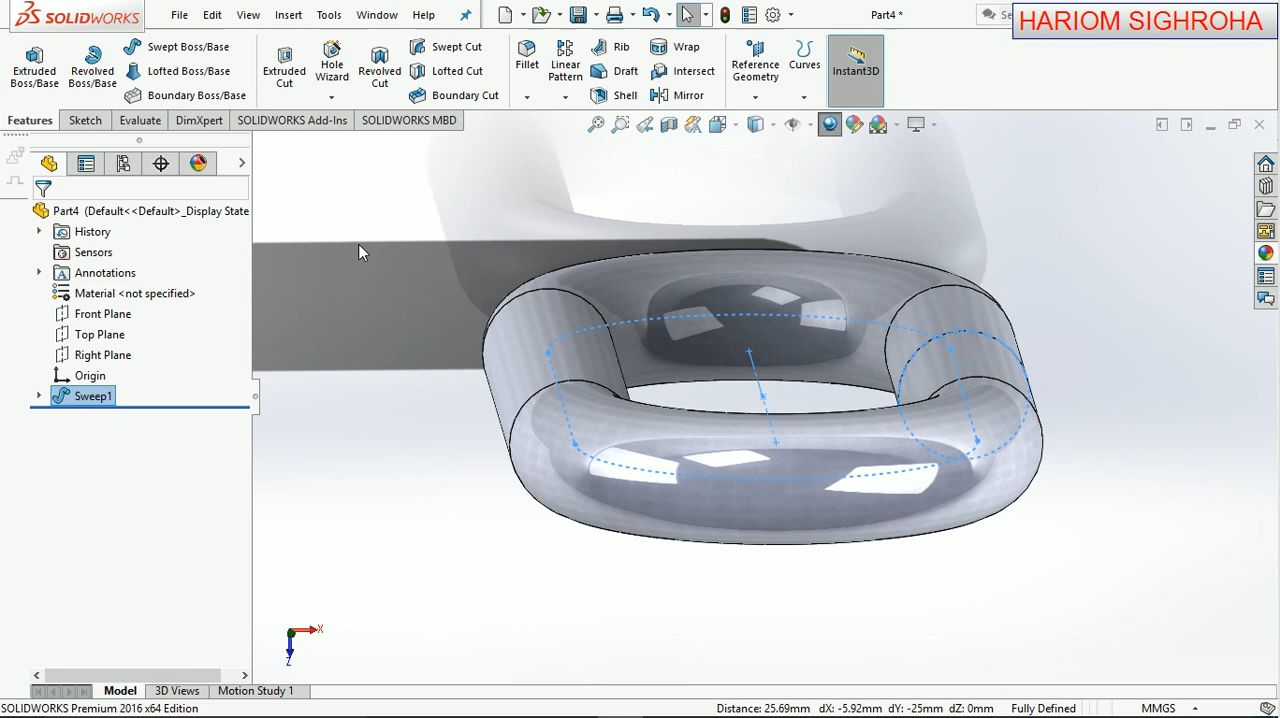 SOLIDWORKS
File Edit View Insert Tools Window Help
Part4 *
HARIOM SIGHROHA
Extruded Boss/Base
Revolved Boss/Base
Swept Boss/Base
Lofted Boss/Base
Boundary Boss/Base
Extruded Cut
Hole Wizard
Revolved Cut
Swept Cut
Lofted Cut
Boundary Cut
Fillet
Linear Pattern
Rib
Draft
Shell
Wrap
Intersect
Mirror
Reference Geometry
Curves
Instant3D
Features Sketch Evaluate DimXpert SOLIDWORKS Add-Ins SOLIDWORKS MBD
Part4 (Default<<Default>_Display State
History
Sensors
Annotations
Material <not specified>
Front Plane
Top Plane
Right Plane
Origin
Sweep1
X
Z
Model 3D Views Motion Study 1
SOLIDWORKS Premium 2016 x64 Edition Distance: 25.69mm dX: -5.92mm dY: -25mm dZ: 0mm Fully Defined MMGS